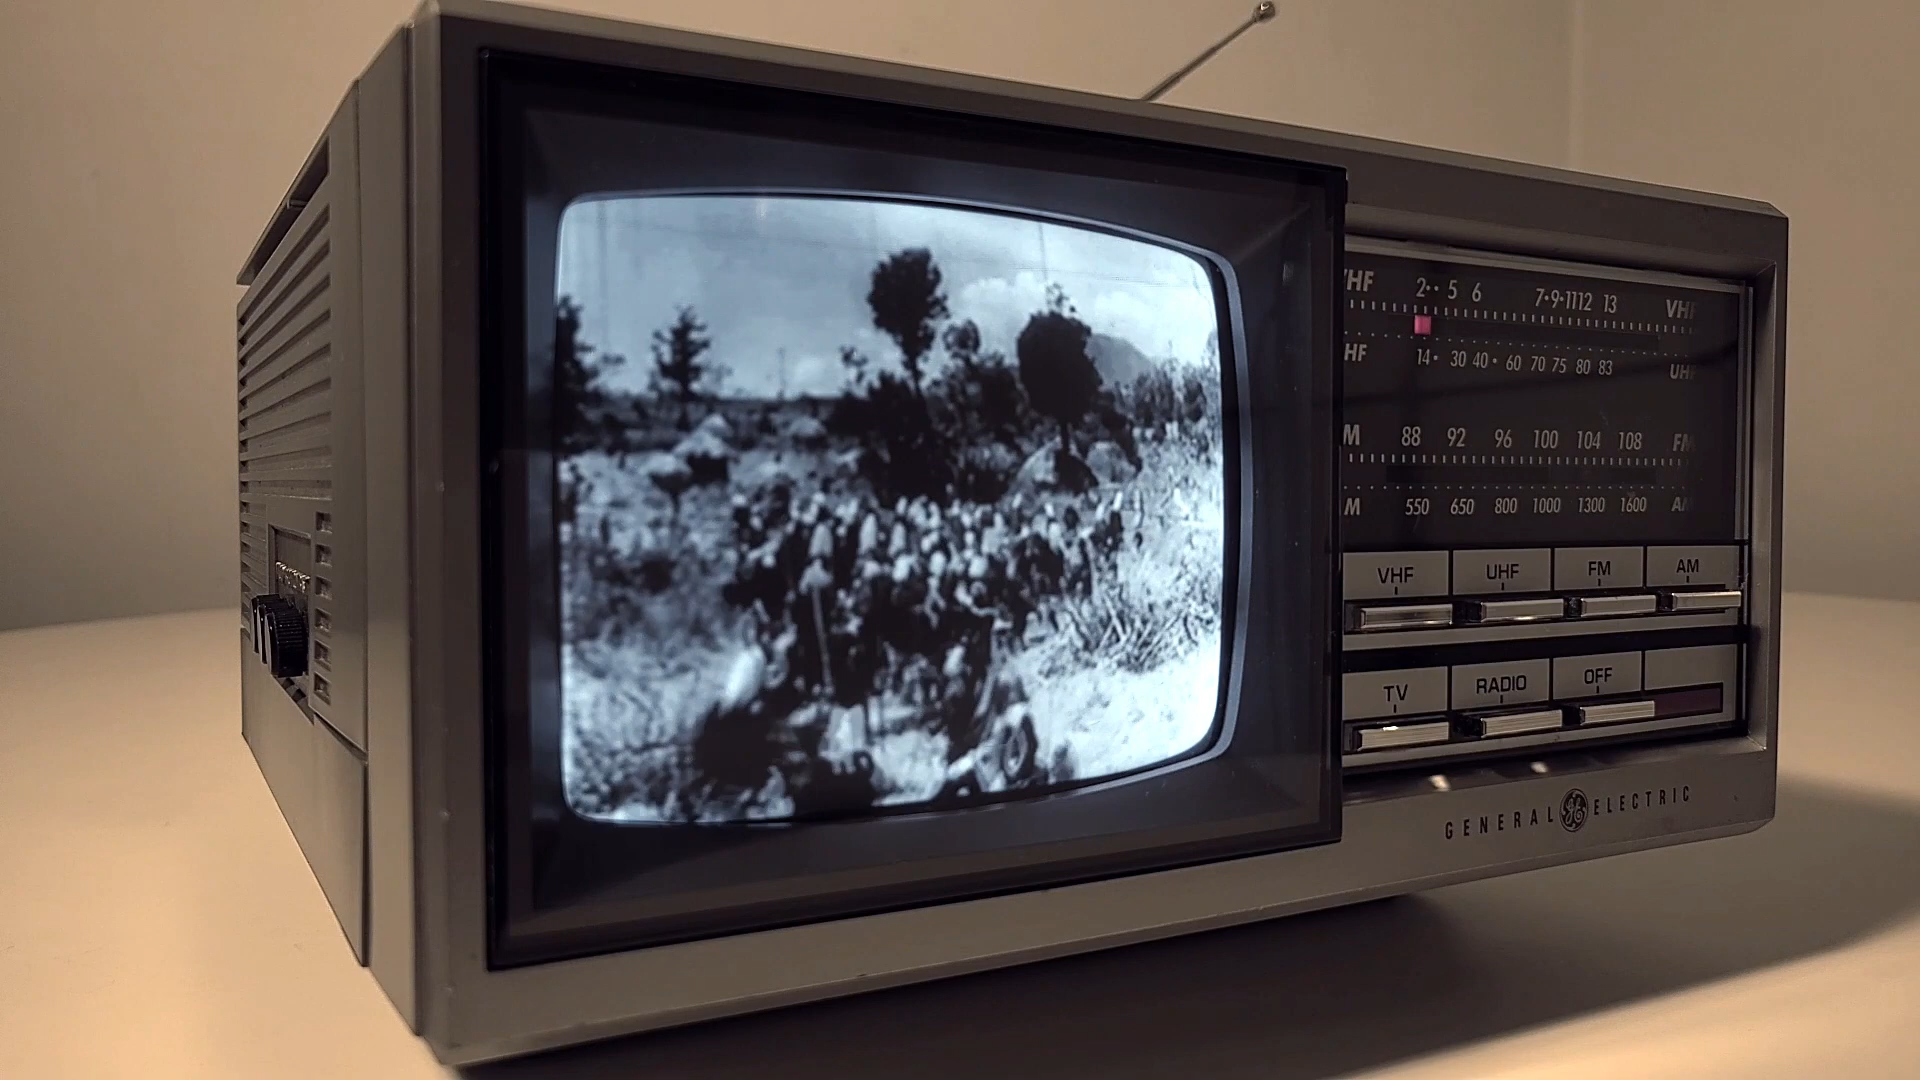 VHF 2·· 5 6 7·9·1112 13 VHF
HF 14· 30 40· 60 70 75 80 83 UHF
M 88 92 96 100 104 108 FM
M 550 650 800 1000 1300 1600 AM
VHF UHF FM AM
TV RADIO OFF
GENERAL GE ELECTRIC